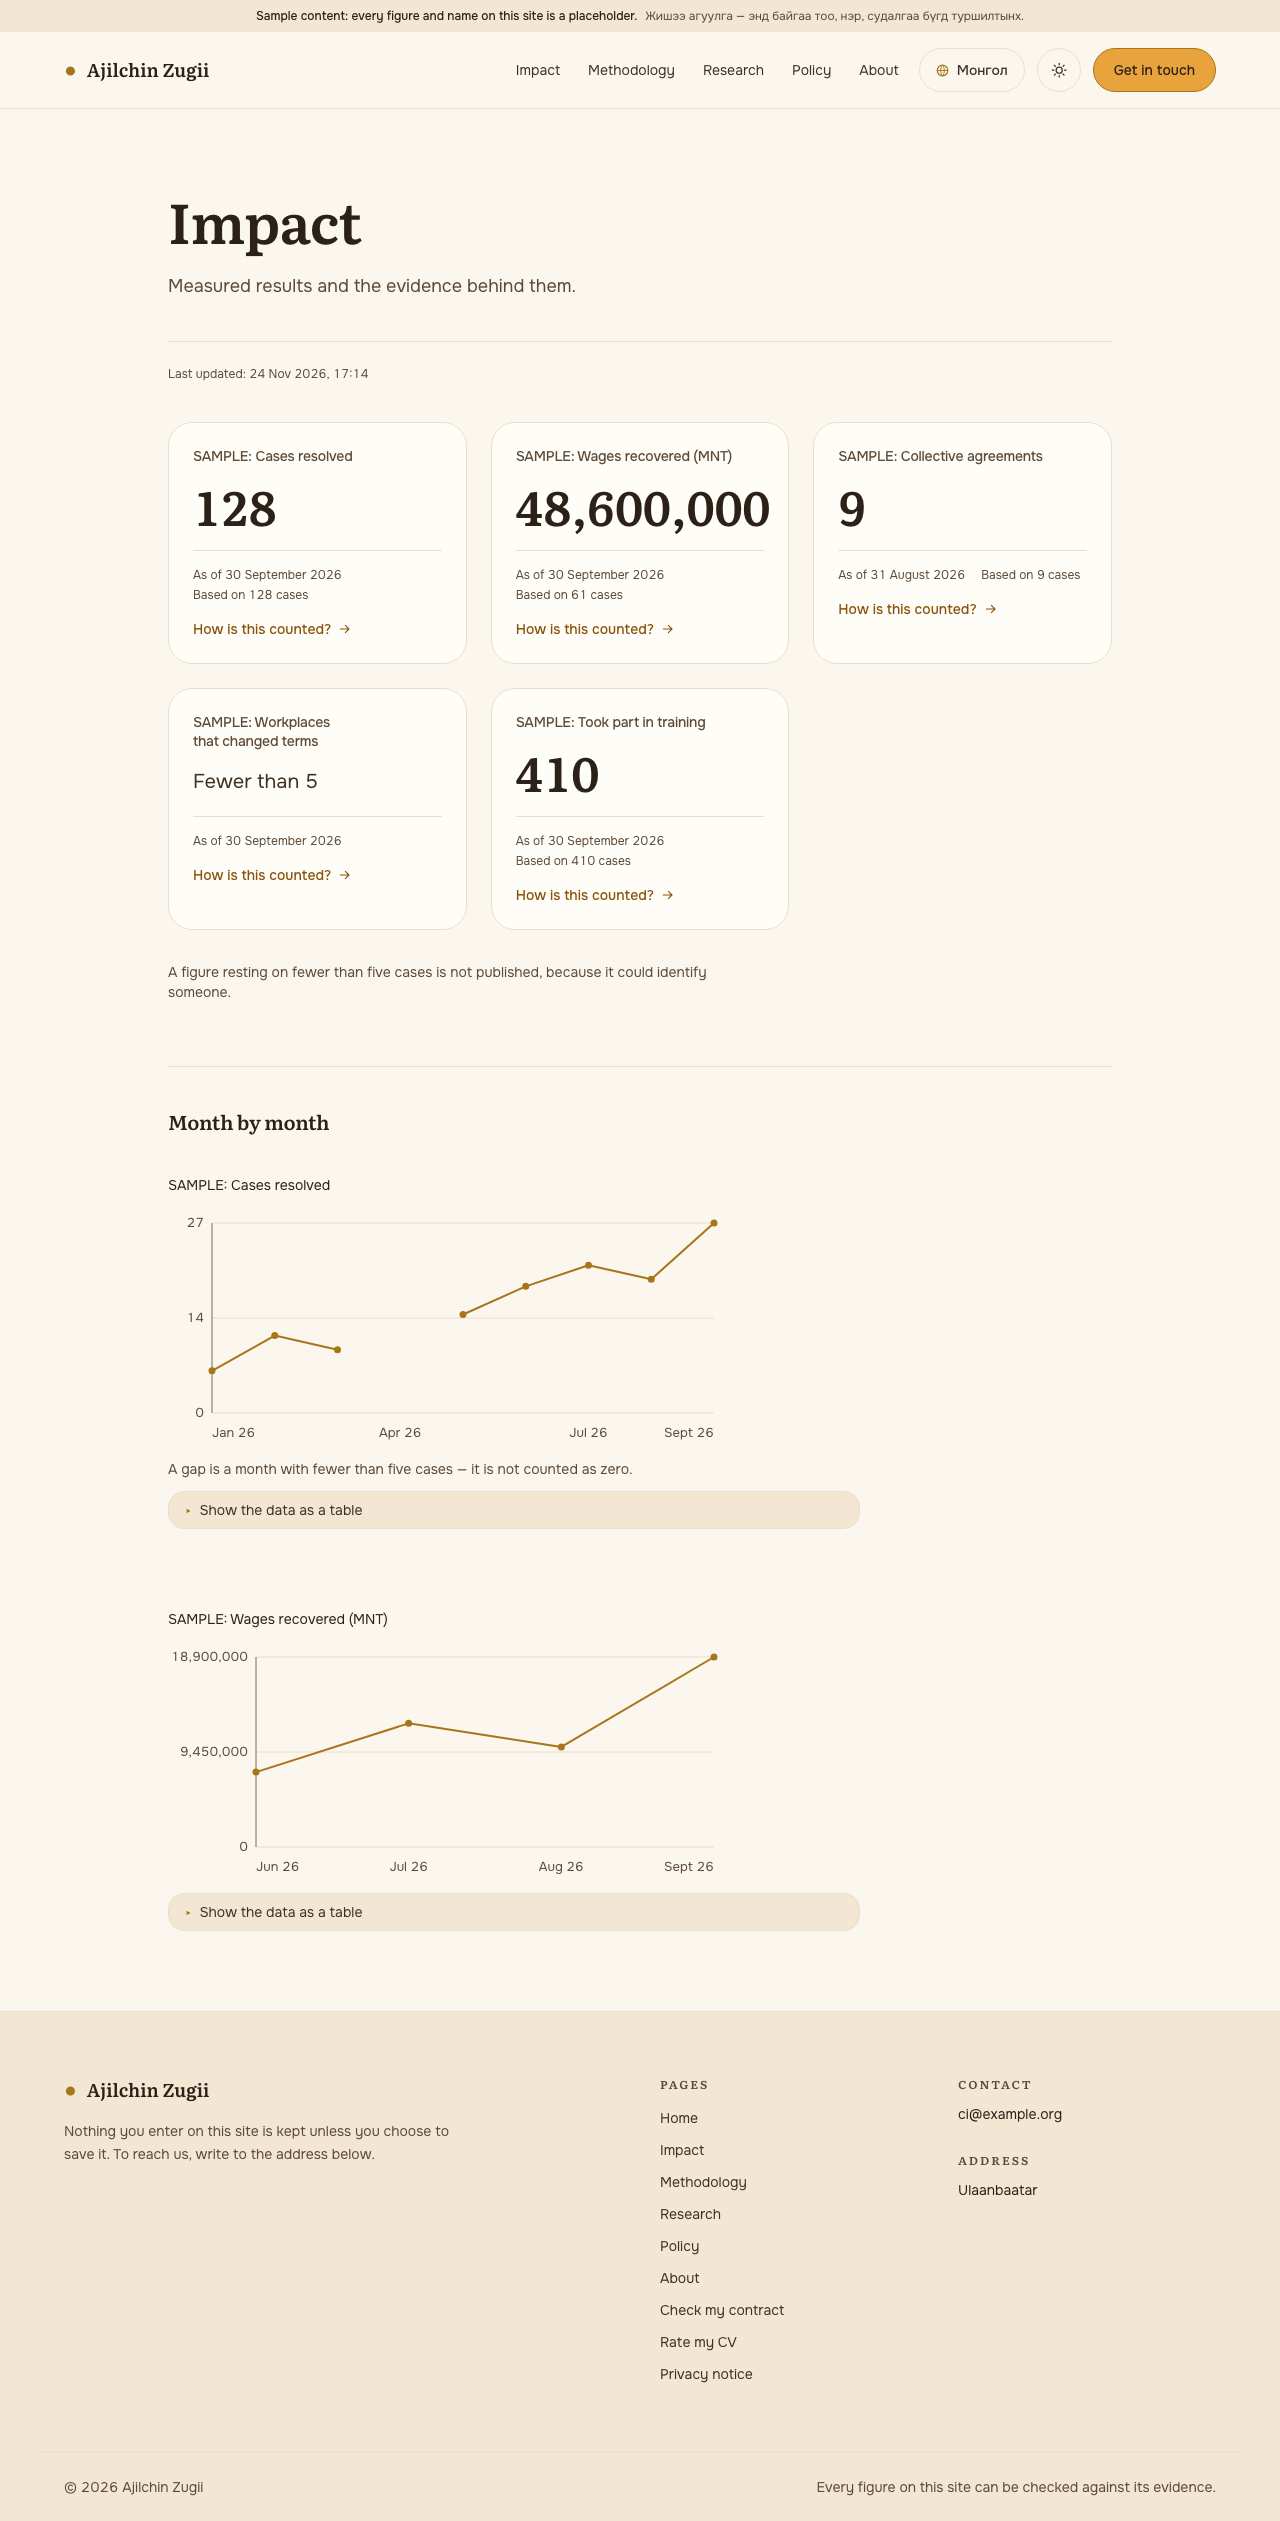 Sample content: every figure and name on this site is a placeholder. Жишээ агуулга — энд байгаа тоо, нэр, судалгаа бүгд туршилтынх.
Ajilchin Zugii
Impact
Methodology
Research
Policy
About
Монгол
Get in touch
Impact
Measured results and the evidence behind them.
Last updated: 24 Nov 2026, 17:14
SAMPLE: Cases resolved
128
As of 30 September 2026
Based on 128 cases
How is this counted? →
SAMPLE: Wages recovered (MNT)
48,600,000
As of 30 September 2026
Based on 61 cases
How is this counted? →
SAMPLE: Collective agreements
9
As of 31 August 2026 Based on 9 cases
How is this counted? →
SAMPLE: Workplaces
that changed terms
Fewer than 5
As of 30 September 2026
How is this counted? →
SAMPLE: Took part in training
410
As of 30 September 2026
Based on 410 cases
How is this counted? →
A figure resting on fewer than five cases is not published, because it could identify
someone.
Month by month
SAMPLE: Cases resolved
27
14
0
Jan 26
Apr 26
Jul 26
Sept 26
A gap is a month with fewer than five cases — it is not counted as zero.
Show the data as a table
SAMPLE: Wages recovered (MNT)
18,900,000
9,450,000
0
Jun 26
Jul 26
Aug 26
Sept 26
Show the data as a table
Ajilchin Zugii
Nothing you enter on this site is kept unless you choose to
save it. To reach us, write to the address below.
PAGES
Home
Impact
Methodology
Research
Policy
About
Check my contract
Rate my CV
Privacy notice
CONTACT
ci@example.org
ADDRESS
Ulaanbaatar
© 2026 Ajilchin Zugii
Every figure on this site can be checked against its evidence.